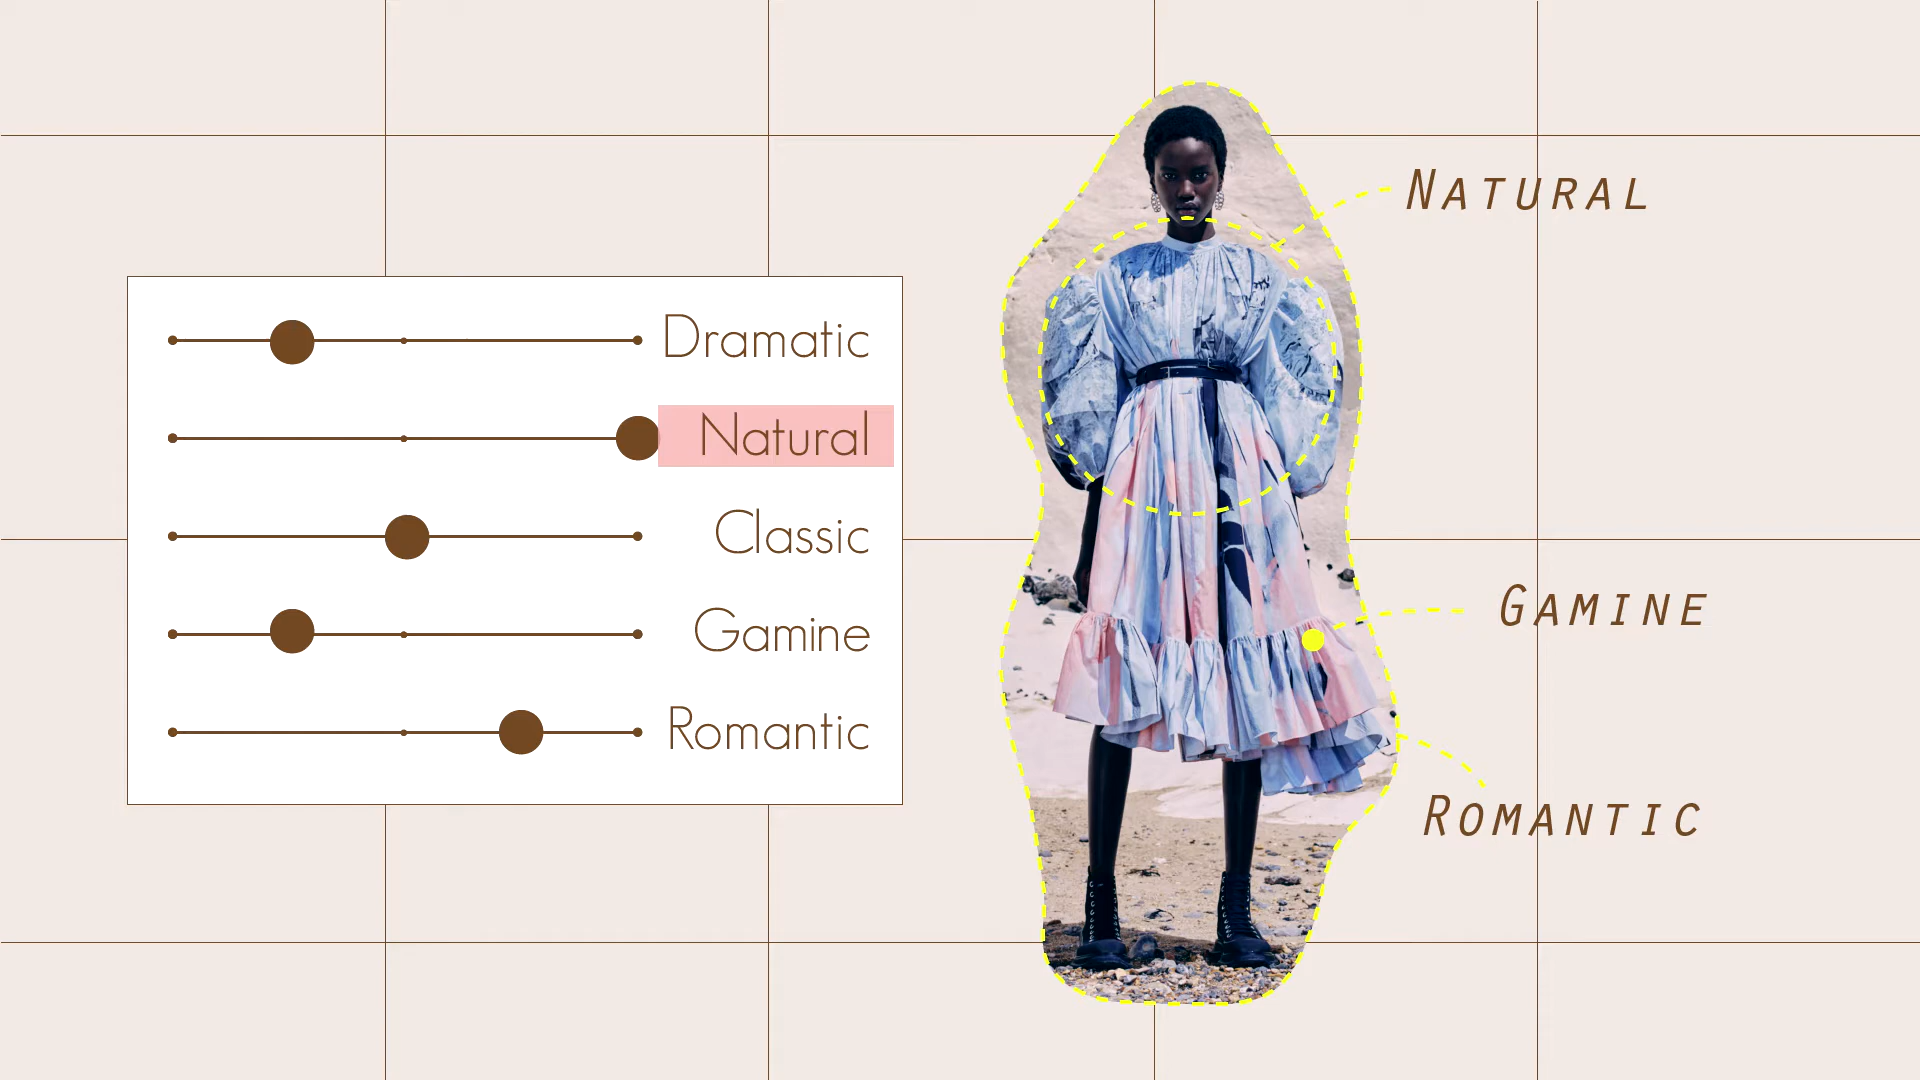 Dramatic
Natural
Classic
Gamine
Romantic
NATURAL
GAMINE
ROMANTIC